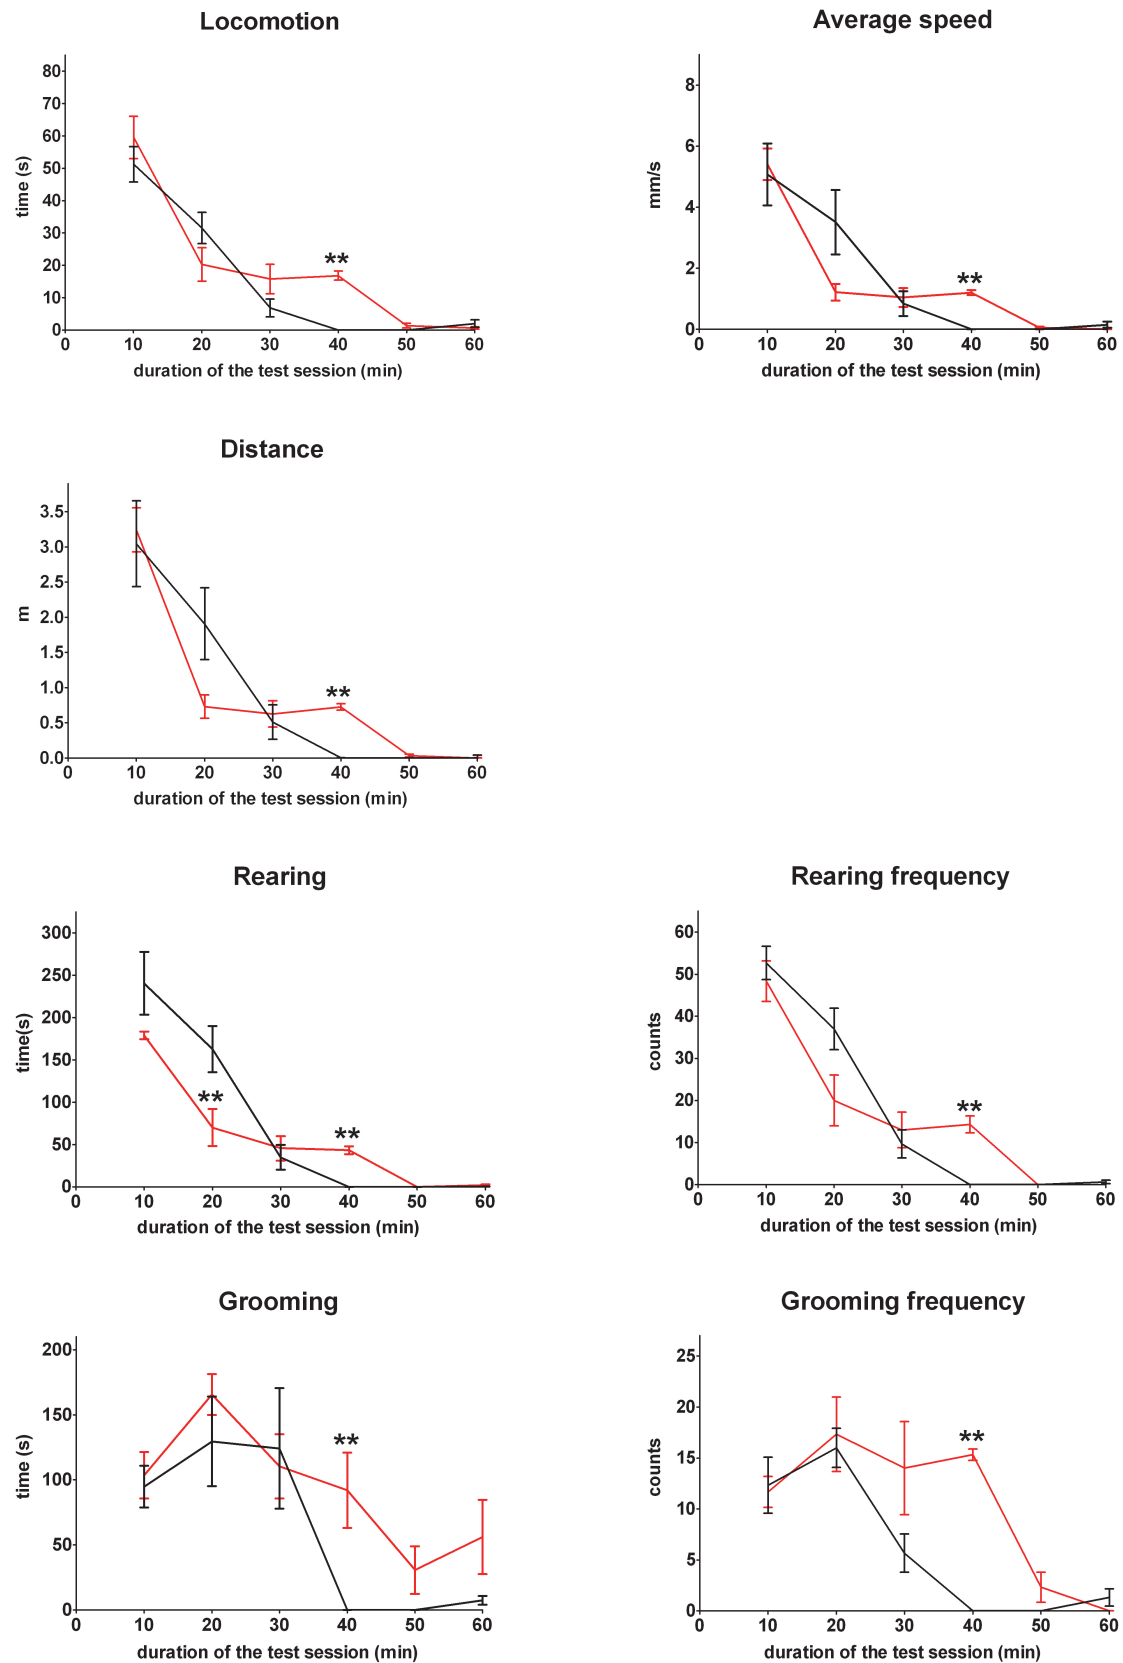 Locomotion
80
70
60
50
40
30
20
10
0
time (s)
**
0 10 20 30 40 50 60
duration of the test session (min)
Average speed
8
6
4
2
0
mm/s
**
0 10 20 30 40 50 60
duration of the test session (min)
Distance
3.5
3.0
2.5
2.0
1.5
1.0
0.5
0.0
m
**
0 10 20 30 40 50 60
duration of the test session (min)
Rearing
300
250
200
150
100
50
0
time(s)
**
**
0 10 20 30 40 50 60
duration of the test session (min)
Rearing frequency
60
50
40
30
20
10
0
counts
**
0 10 20 30 40 50 60
duration of the test session (min)
Grooming
200
150
100
50
0
time (s)
**
0 10 20 30 40 50 60
duration of the test session (min)
Grooming frequency
25
20
15
10
5
0
counts
**
0 10 20 30 40 50 60
duration of the test session (min)